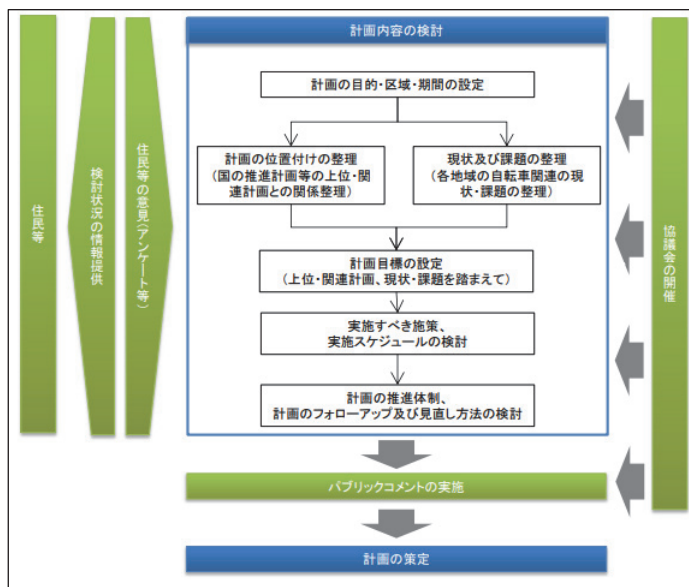 計画内容の検討
計画の目的・区域・期間の設定
計画の位置付けの整理
(国の推進計画等の上位・関
連計画との関係整理)
現状及び課題の整理
(各地域の自転車関連の現
状・課題の整理)
計画目標の設定
(上位・関連計画、現状・課題を踏まえて)
実施すべき施策、
実施スケジュールの検討
計画の推進体制、
計画のフォローアップ及び見直し方法の検討
住民等
検討状況の情報提供
住民等の意見(アンケート等)
協議会の開催
パブリックコメントの実施
計画の策定